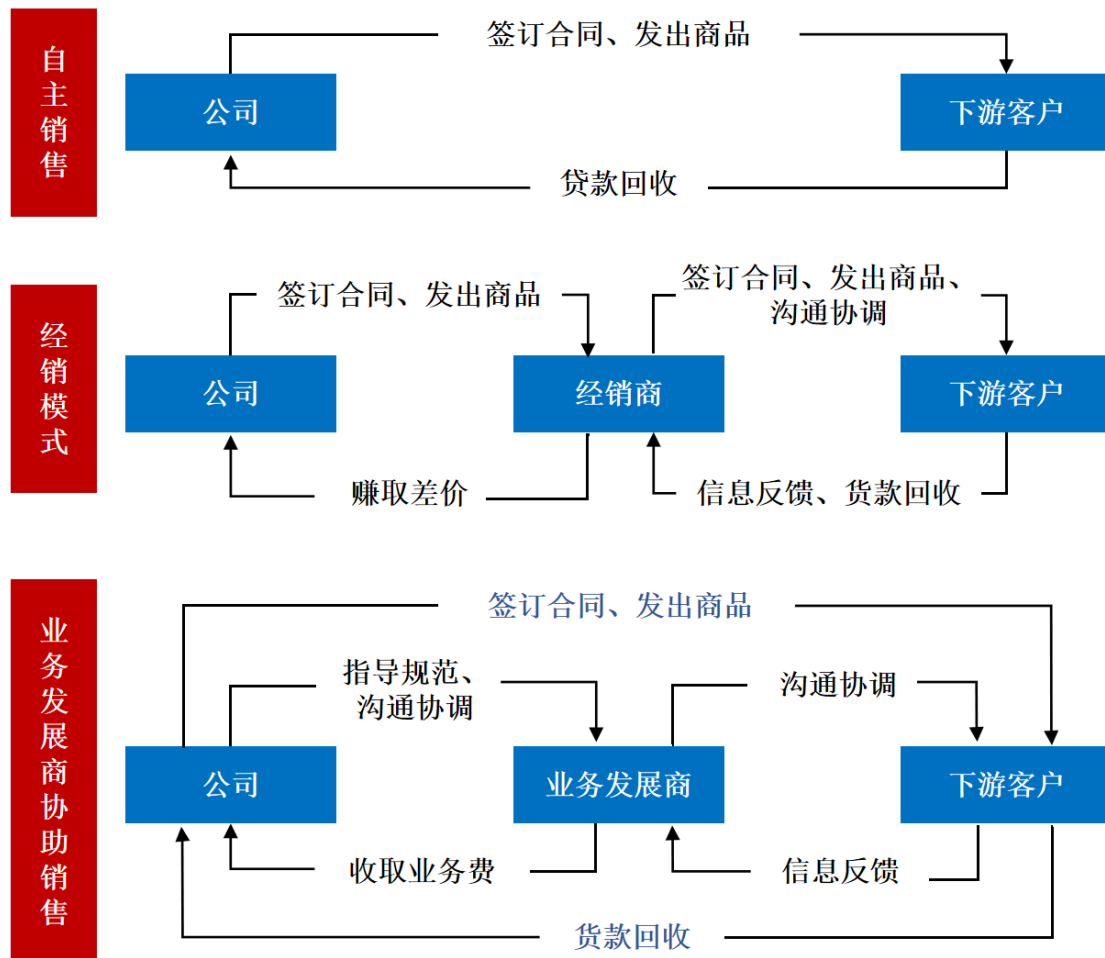 自主销售
签订合同、发出商品
公司
下游客户
贷款回收
经销模式
签订合同、发出商品
签订合同、发出商品、
沟通协调
公司
经销商
下游客户
赚取差价
信息反馈、货款回收
业务发展商协助销售
签订合同、发出商品
指导规范、
沟通协调
沟通协调
公司
业务发展商
下游客户
收取业务费
信息反馈
货款回收